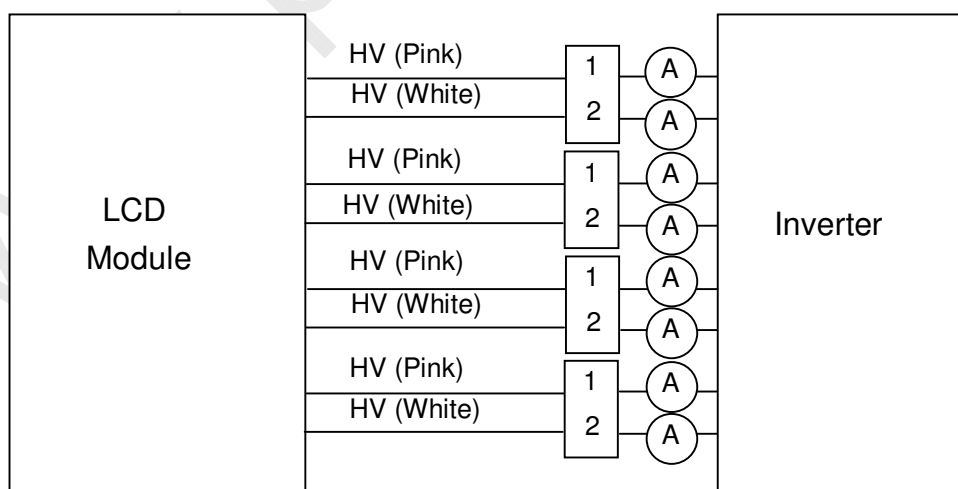 HV (Pink) 1 A
HV (White) 2 A
HV (Pink) 1 A
HV (White) 2 A
LCD
Module
Inverter
HV (Pink) 1 A
HV (White) 2 A
HV (Pink) 1 A
HV (White) 2 A